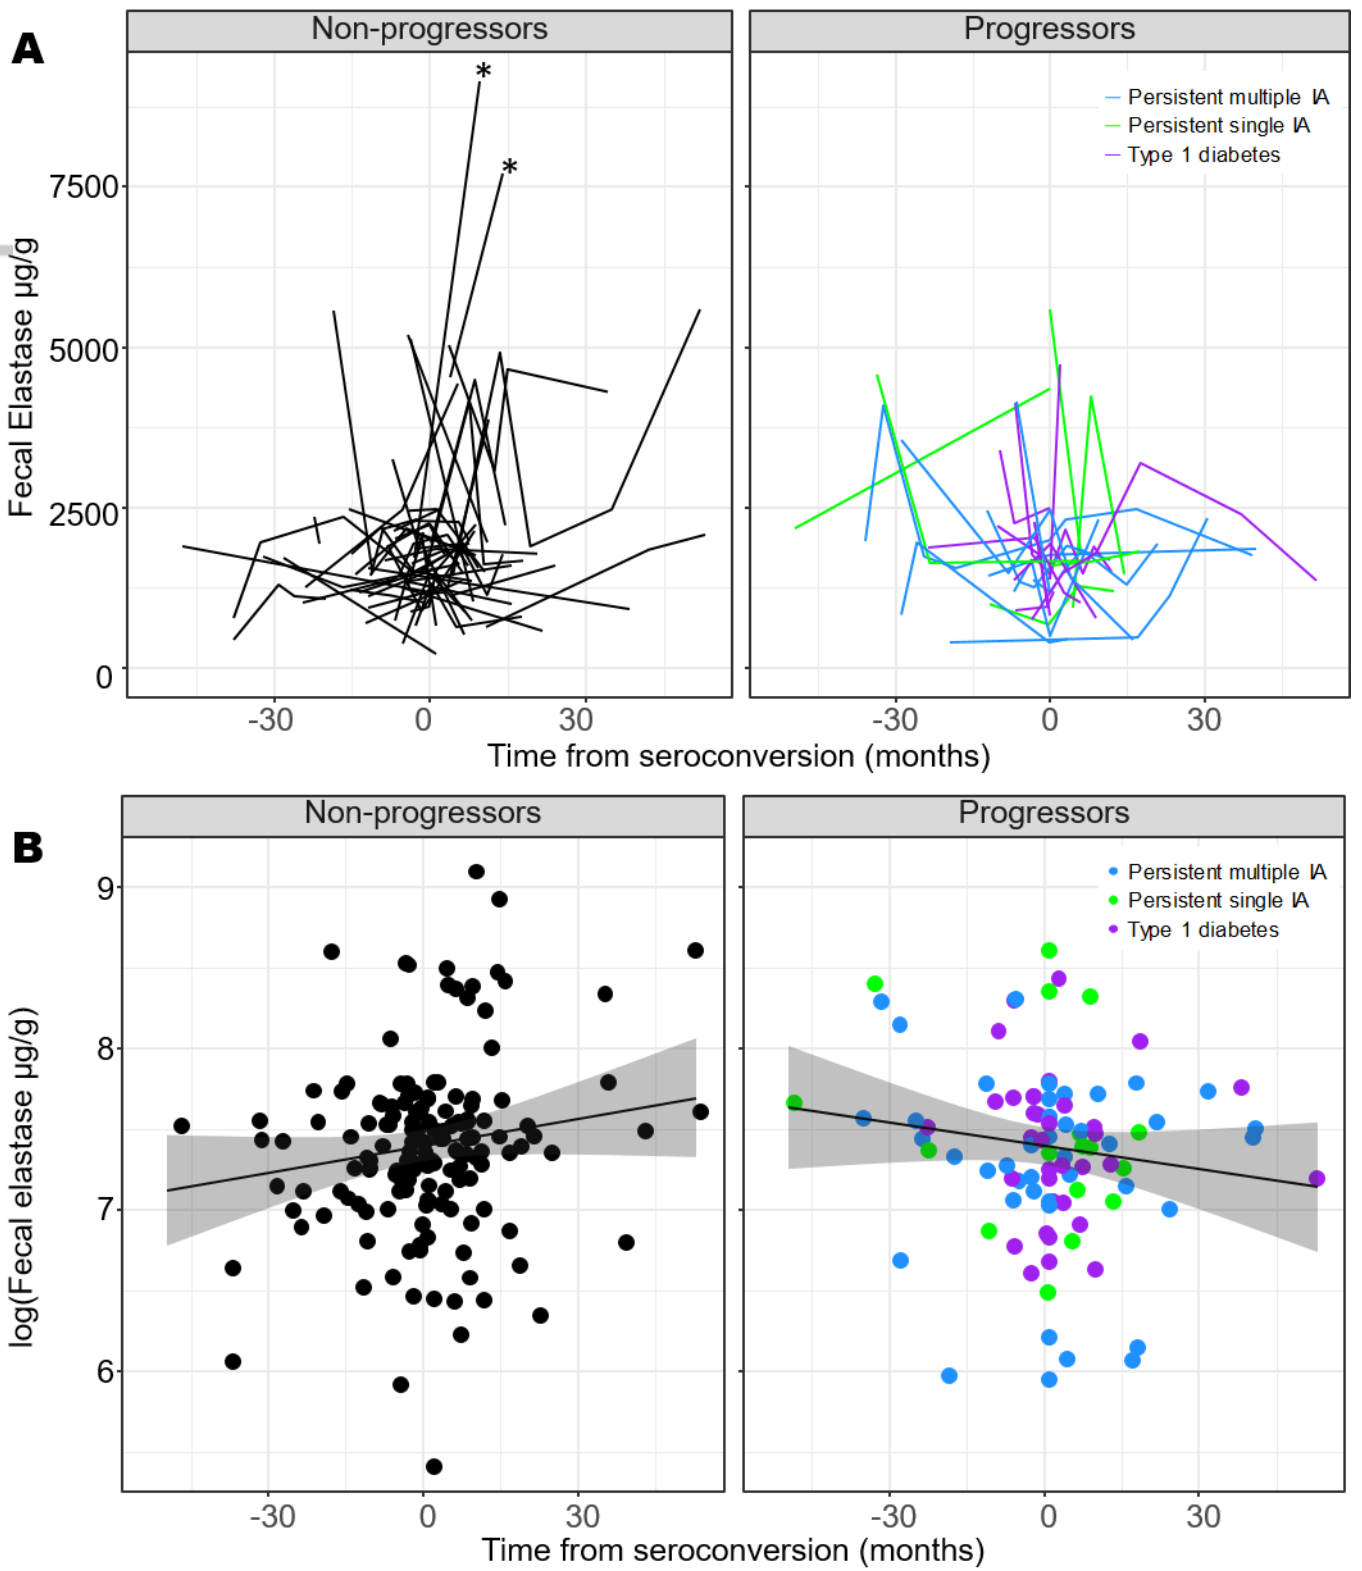 A
Non-progressors
Progressors
*
*
Persistent multiple IA
Persistent single IA
Type 1 diabetes
7500
5000
2500
0
Fecal Elastase µg/g
-30 0 30
-30 0 30
Time from seroconversion (months)
B
Non-progressors
Progressors
Persistent multiple IA
Persistent single IA
Type 1 diabetes
9
8
7
6
log(Fecal elastase µg/g)
-30 0 30
-30 0 30
Time from seroconversion (months)